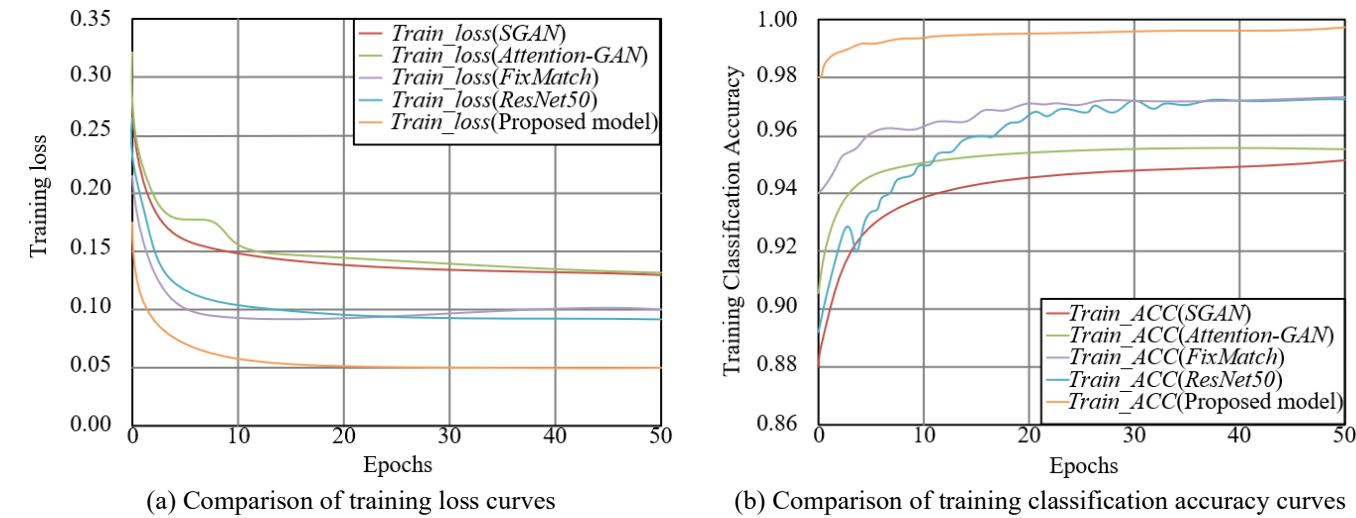 0.35
0.30
0.25
0.20
0.15
0.10
0.05
0.00
Training loss
Train_loss(SGAN)
Train_loss(Attention-GAN)
Train_loss(FixMatch)
Train_loss(ResNet50)
Train_loss(Proposed model)
0 10 20 30 40 50
Epochs
(a) Comparison of training loss curves
1.00
0.98
0.96
0.94
0.92
0.90
0.88
0.86
Training Classification Accuracy
Train_ACC(SGAN)
Train_ACC(Attention-GAN)
Train_ACC(FixMatch)
Train_ACC(ResNet50)
Train_ACC(Proposed model)
0 10 20 30 40 50
Epochs
(b) Comparison of training classification accuracy curves